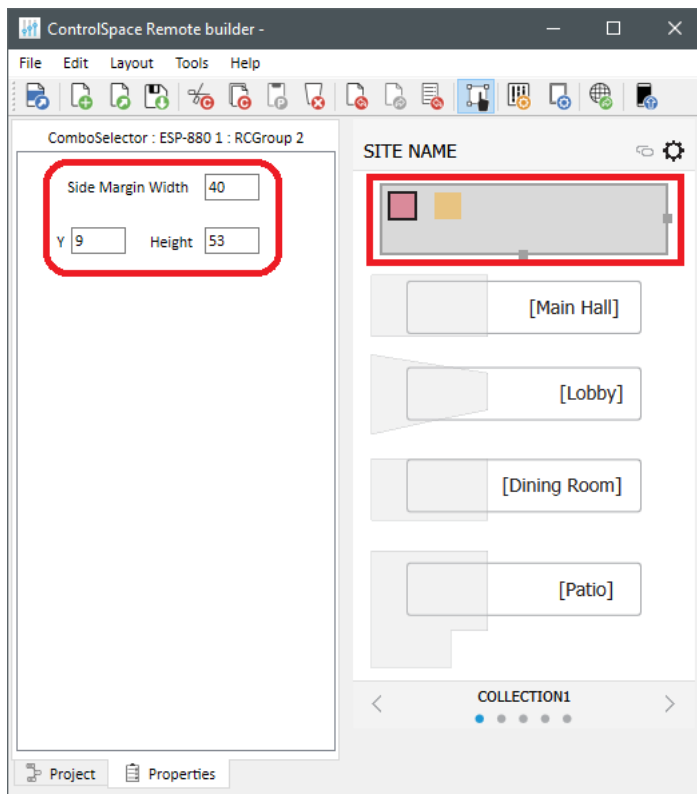 ControlSpace Remote builder -
File Edit Layout Tools Help
ComboSelector : ESP-880 1 : RCGroup 2
Side Margin Width 40
Y 9 Height 53
SITE NAME
[Main Hall]
[Lobby]
[Dining Room]
[Patio]
COLLECTION1
Project Properties